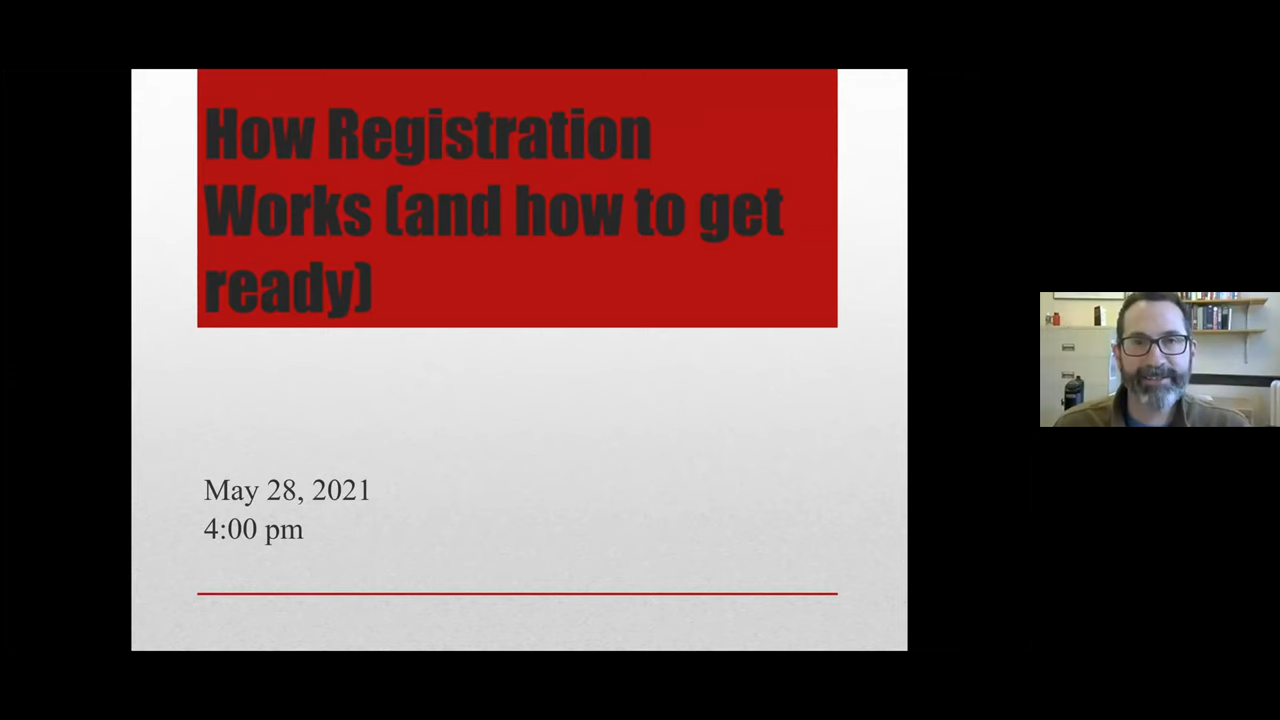 How Registration
Works (and how to get
ready)
May 28, 2021
4:00 pm